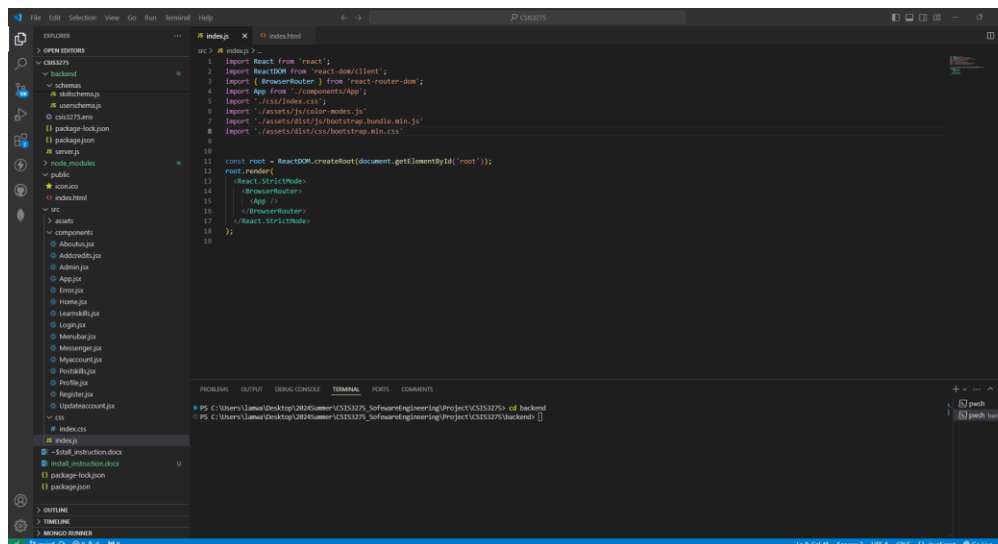 File Edit Selection View Go Run Terminal Help
CSIS3275
EXPLORER
OPEN EDITORS
CSIS3275
backend
schemas
skillschema.js
userschema.js
csis3275.env
package-lock.json
package.json
server.js
node_modules
public
icon.ico
index.html
src
assets
components
Aboutus.jsx
Addcredits.jsx
Admin.jsx
App.jsx
Error.jsx
Home.jsx
Learnskills.jsx
Login.jsx
Menubar.jsx
Messenger.jsx
Myaccount.jsx
Postskills.jsx
Profile.jsx
Register.jsx
Updateaccount.jsx
css
index.css
index.js
~$stall_instruction.docx
install_instruction.docx U
package-lock.json
package.json
OUTLINE
TIMELINE
MONGO RUNNER
JS index.js index.html
src > JS index.js > ...
1 import React from 'react';
2 import ReactDOM from 'react-dom/client';
3 import { BrowserRouter } from 'react-router-dom';
4 import App from './components/App';
5 import './css/index.css';
6 import './assets/js/color-modes.js'
7 import './assets/dist/js/bootstrap.bundle.min.js'
8 import './assets/dist/css/bootstrap.min.css'
9
10
11 const root = ReactDOM.createRoot(document.getElementById('root'));
12 root.render(
13 <React.StrictMode>
14 <BrowserRouter>
15 <App />
16 </BrowserRouter>
17 </React.StrictMode>
18 );
19
PROBLEMS OUTPUT DEBUG CONSOLE TERMINAL PORTS COMMENTS
PS C:\Users\lamwa\Desktop\2024Summer\CSIS3275_SofewareEngineering\Project\CSIS3275> cd backend
PS C:\Users\lamwa\Desktop\2024Summer\CSIS3275_SofewareEngineering\Project\CSIS3275\backend>
pwsh
pwsh